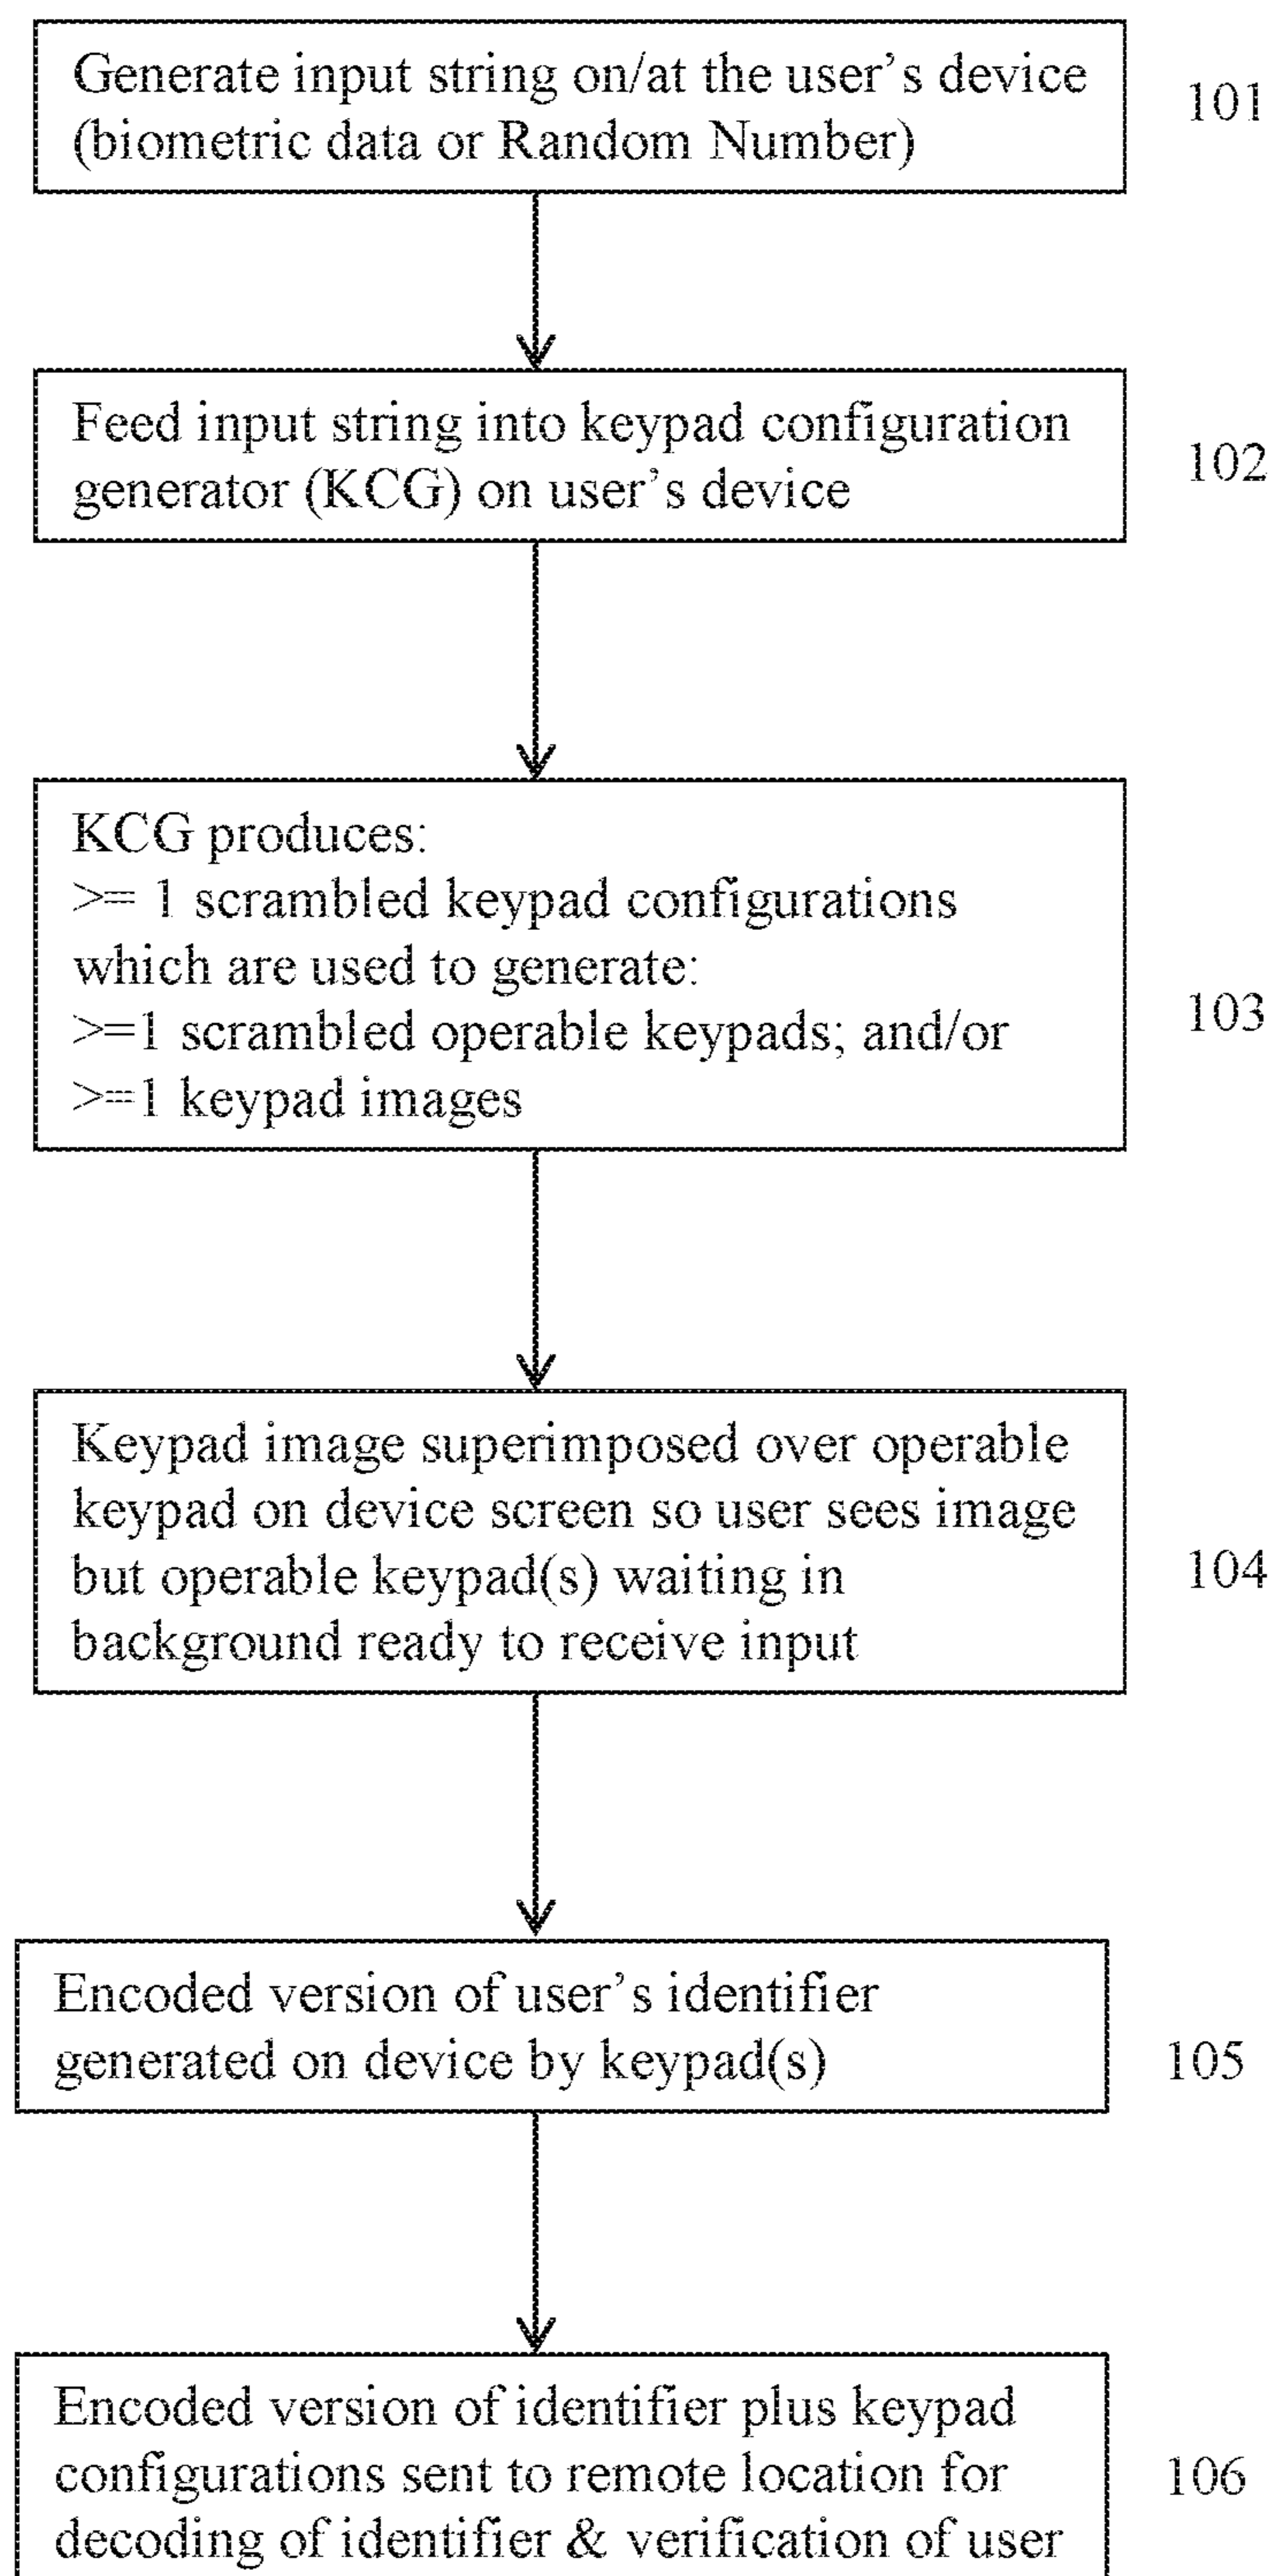 Generate input string on/at the user's device
(biometric data or Random Number)
101
Feed input string into keypad configuration
generator (KCG) on user's device
102
KCG produces:
>= 1 scrambled keypad configurations
which are used to generate:
>=1 scrambled operable keypads; and/or
>=1 keypad images
103
Keypad image superimposed over operable
keypad on device screen so user sees image
but operable keypad(s) waiting in
background ready to receive input
104
Encoded version of user's identifier
generated on device by keypad(s)
105
Encoded version of identifier plus keypad
configurations sent to remote location for
decoding of identifier & verification of user
106